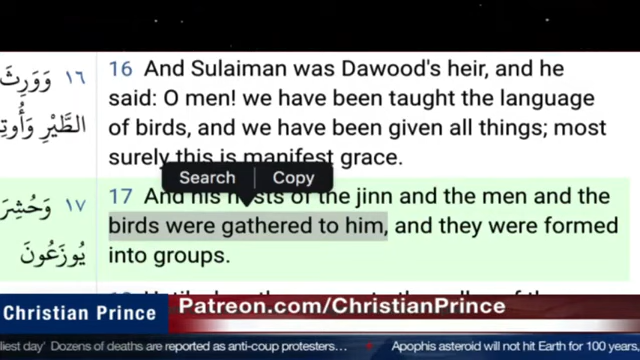 ١٦ وَوَرِثَ
الطَّيْرِ وَأُوتِ
16 And Sulaiman was Dawood's heir, and he
said: O men! we have been taught the language
of birds, and we have been given all things; most
surely this is manifest grace.
Search Copy
١٧ وَحُشِرَ
يُوزَعُونَ
17 And his hosts of the jinn and the men and the
birds were gathered to him, and they were formed
into groups.
Christian Prince
Patreon.com/ChristianPrince
liest day' Dozens of deaths are reported as anti-coup protesters… Apophis asteroid will not hit Earth for 100 years,